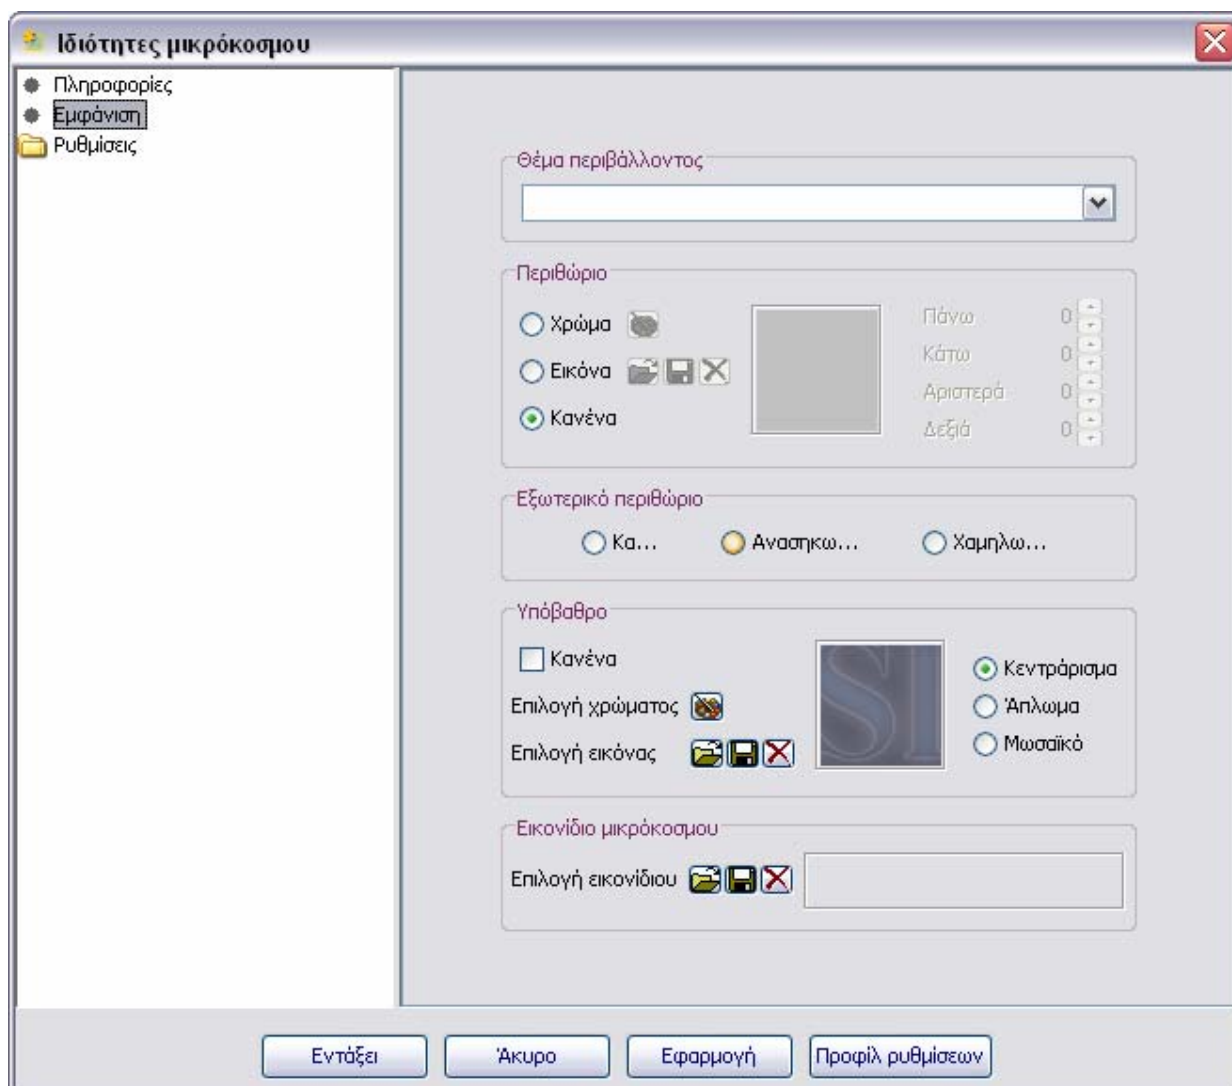 Ιδιότητες μικρόκοσμου
Πληροφορίες
Εμφάνιση
Ρυθμίσεις
Θέμα περιβάλλοντος
Περιθώριο
Χρώμα
Πάνω 0
Κάτω 0
Εικόνα
Αριστερά 0
Κανένα
Δεξιά 0
Εξωτερικό περιθώριο
Κα... Ανασηκω... Χαμηλω...
Υπόβαθρο
Κανένα
Επιλογή χρώματος
Επιλογή εικόνας
SI
Κεντράρισμα
Άπλωμα
Μωσαϊκό
Εικονίδιο μικρόκοσμου
Επιλογή εικονίδιου
Εντάξει Άκυρο Εφαρμογή Προφίλ ρυθμίσεων